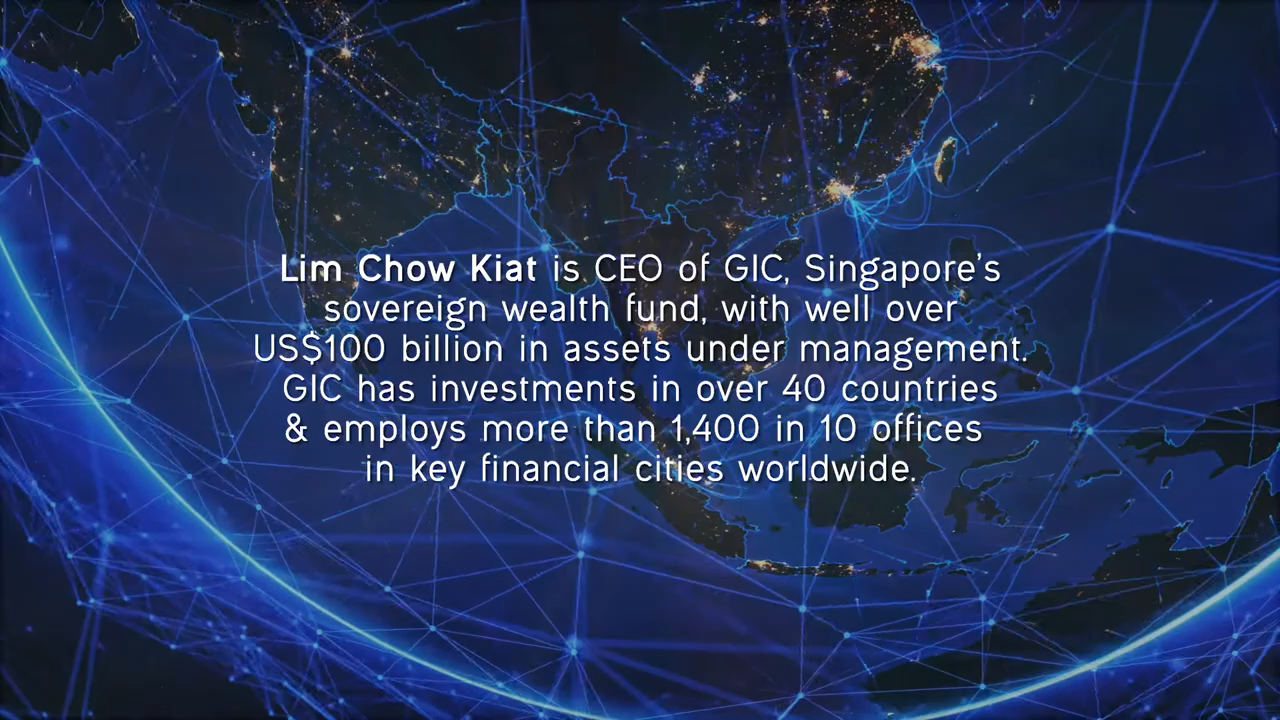 Lim Chow Kiat is CEO of GIC, Singapore's
sovereign wealth fund, with well over
US$100 billion in assets under management.
GIC has investments in over 40 countries
& employs more than 1,400 in 10 offices
in key financial cities worldwide.